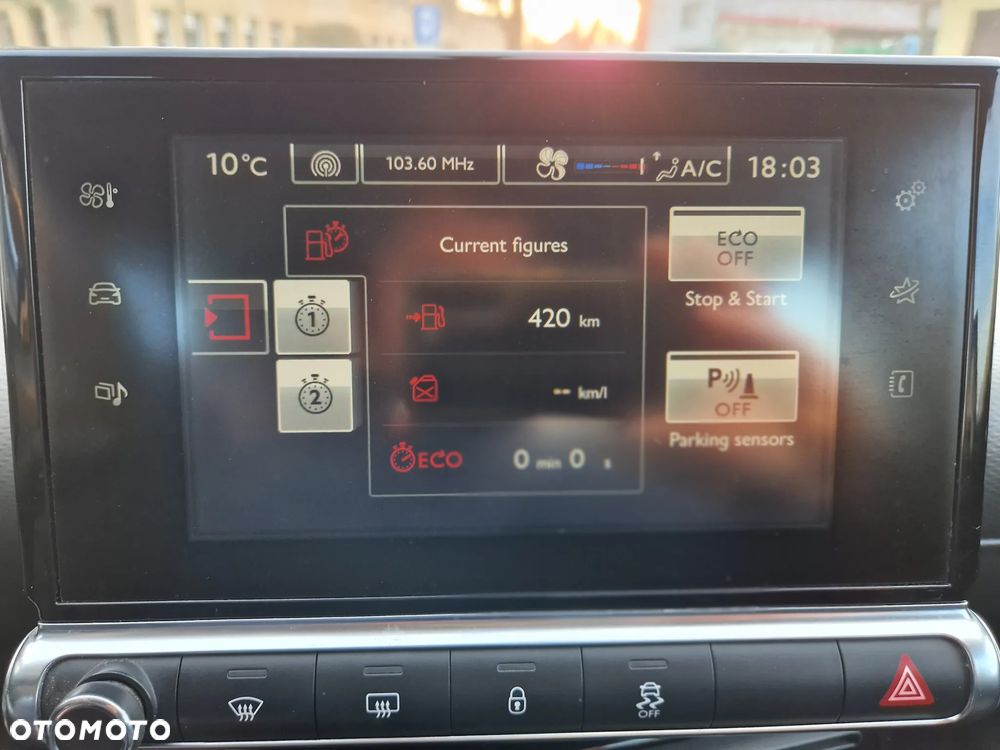 10°C
103.60 MHz
A/C
18:03
Current figures
ECO
OFF
Stop & Start
1
420 km
2
-- km/l
P
OFF
Parking sensors
ECO
0 min 0 s
OFF
OTOMOTO